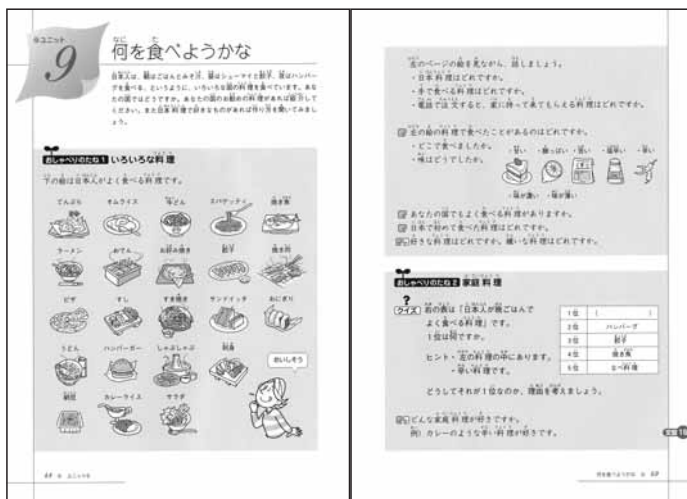 ユニット
9
何を食べようかな
日本人は、朝ごはんとみそ汁、昼はシューマイと餃子、夜はハンバー
グを食べる、というように、いろいろな国の料理を食べています。あな
たの国ではどうですか。あなたの国のお勧めの料理があれば紹介して
ください。また日本料理で好きなものがあれば作り方を聞いてみまし
ょう。
おしゃべりのたね1 いろいろな料理
下の絵は日本人がよく食べる料理です。
てんぷら オムライス 牛どん スパゲッティ 焼き魚
ラーメン おでん お好み焼き 餃子 焼き肉
ピザ すし すき焼き サンドイッチ おにぎり
うどん ハンバーガー しゃぶしゃぶ 刺身
納豆 カレーライス サラダ
おいしそう
左のページの絵を見ながら、話しましょう。
・日本料理はどれですか。
・手で食べる料理はどれですか。
・電話で注文すると、家に持って来てもらえる料理はどれですか。
左の絵の料理で食べたことがあるのはどれですか。
・どこで食べましたか。
・味はどうでしたか。
・甘い ・酸っぱい ・苦い ・塩辛い ・辛い
・味が濃い ・味が薄い
あなたの国でもよく食べる料理がありますか。
日本で初めて食べた料理はどれですか。
好きな料理はどれですか。嫌いな料理はどれですか。
おしゃべりのたね2 家庭料理
?
クイズ 右の表は「日本人が晩ごはんで
よく食べる料理」です。
1位は何ですか。
ヒント・左の料理の中にあります。
・辛い料理です。
1位 ( )
2位 ハンバーグ
3位 餃子
4位 焼き魚
5位 なべ料理
どうしてそれが1位なのか、理由を考えましょう。
どんな家庭料理が好きですか。
例) カレーのような辛い料理が好きです。